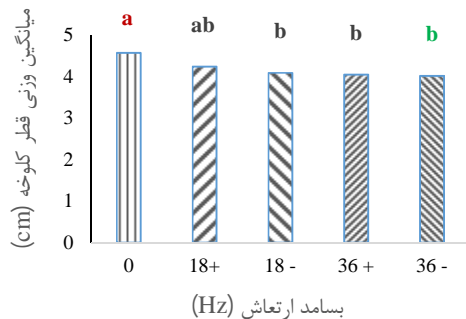 a ab b b b
میانگین وزنی قطر کلوخه
(cm)
5
4
3
2
1
0
0 18+ 18 - 36 + 36 -
بسامد ارتعاش (Hz)